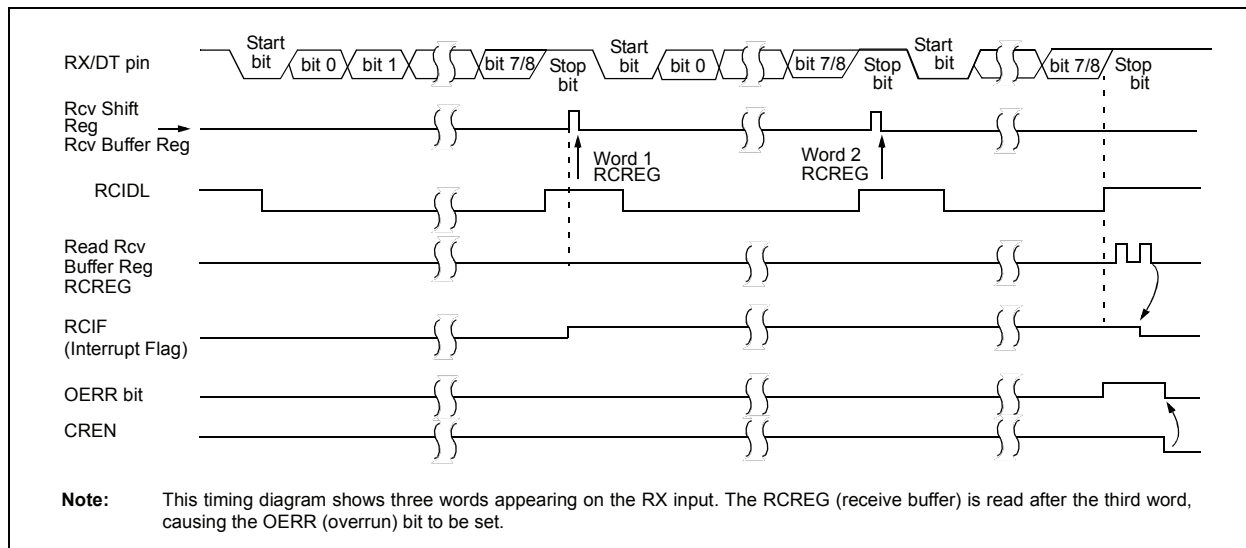 Start bit
bit 0
bit 1
bit 7/8
Stop bit
Start bit
bit 0
bit 7/8
Stop bit
Start bit
bit 7/8
Stop bit
RX/DT pin
Rcv Shift
Reg
Rcv Buffer Reg
Word 1
RCREG
Word 2
RCREG
RCIDL
Read Rcv
Buffer Reg
RCREG
RCIF
(Interrupt Flag)
OERR bit
CREN
Note: This timing diagram shows three words appearing on the RX input. The RCREG (receive buffer) is read after the third word,
causing the OERR (overrun) bit to be set.